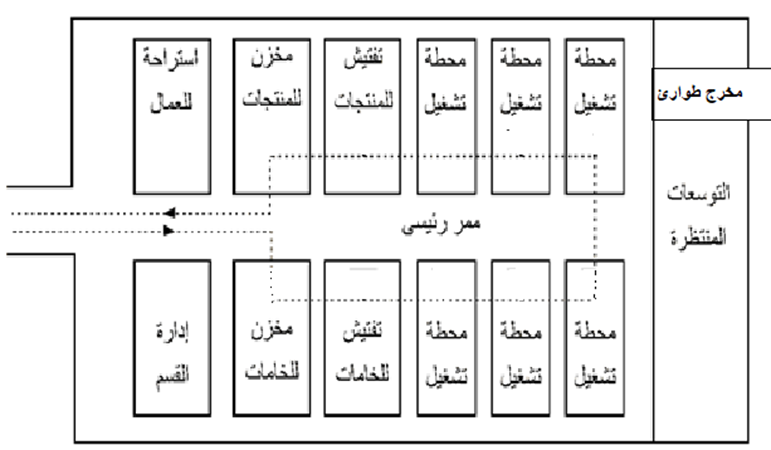 استراحة
للعمال
مخزن
للمنتجات
تفتيش
للمنتجات
محطة
تشغيل
محطة
تشغيل
محطة
تشغيل
مخرج طوارئ
التوسعات
المنتظرة
ممر رئيسي
إدارة
القسم
مخزن
للخامات
تفتيش
للخامات
محطة
تشغيل
محطة
تشغيل
محطة
تشغيل